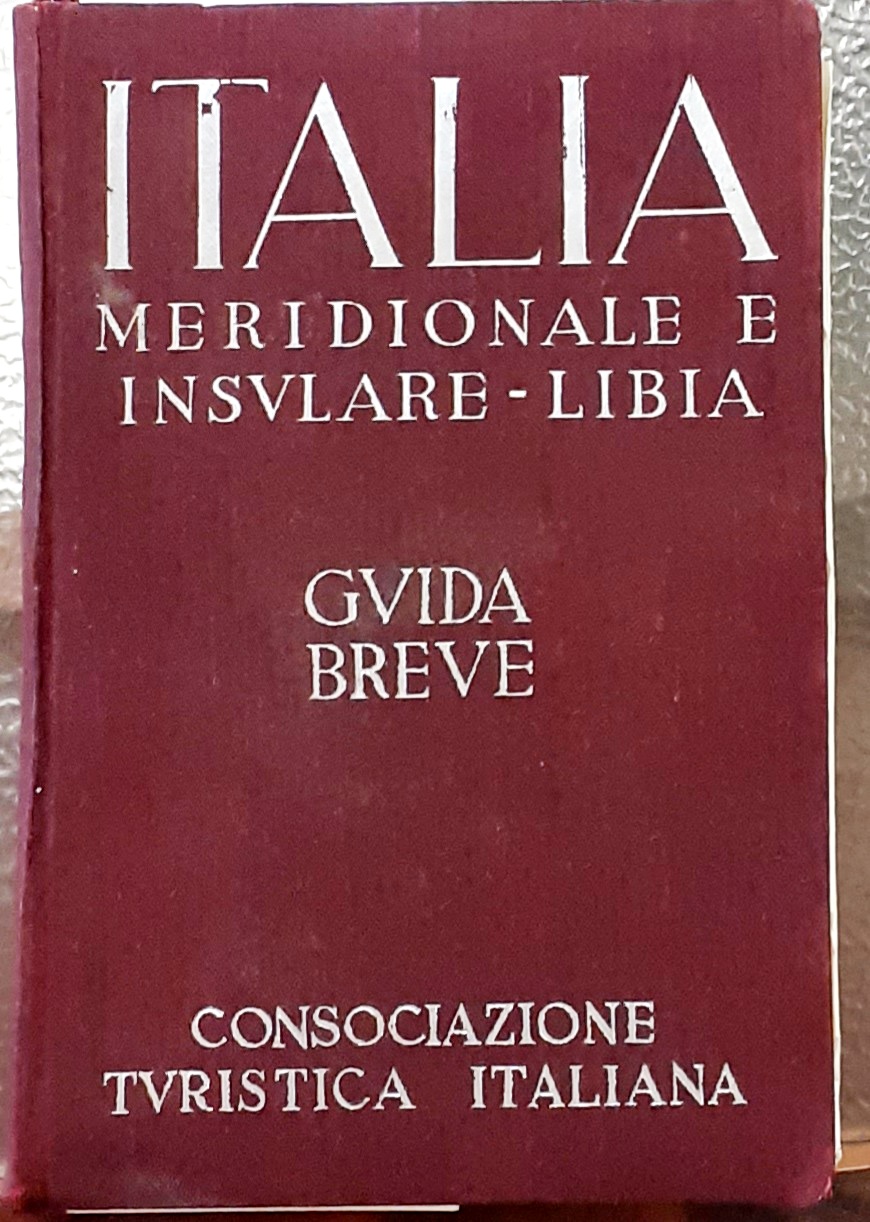 ITALIA
MERIDIONALE E
INSVLARE - LIBIA
GVIDA
BREVE
CONSOCIAZIONE
TVRISTICA ITALIANA